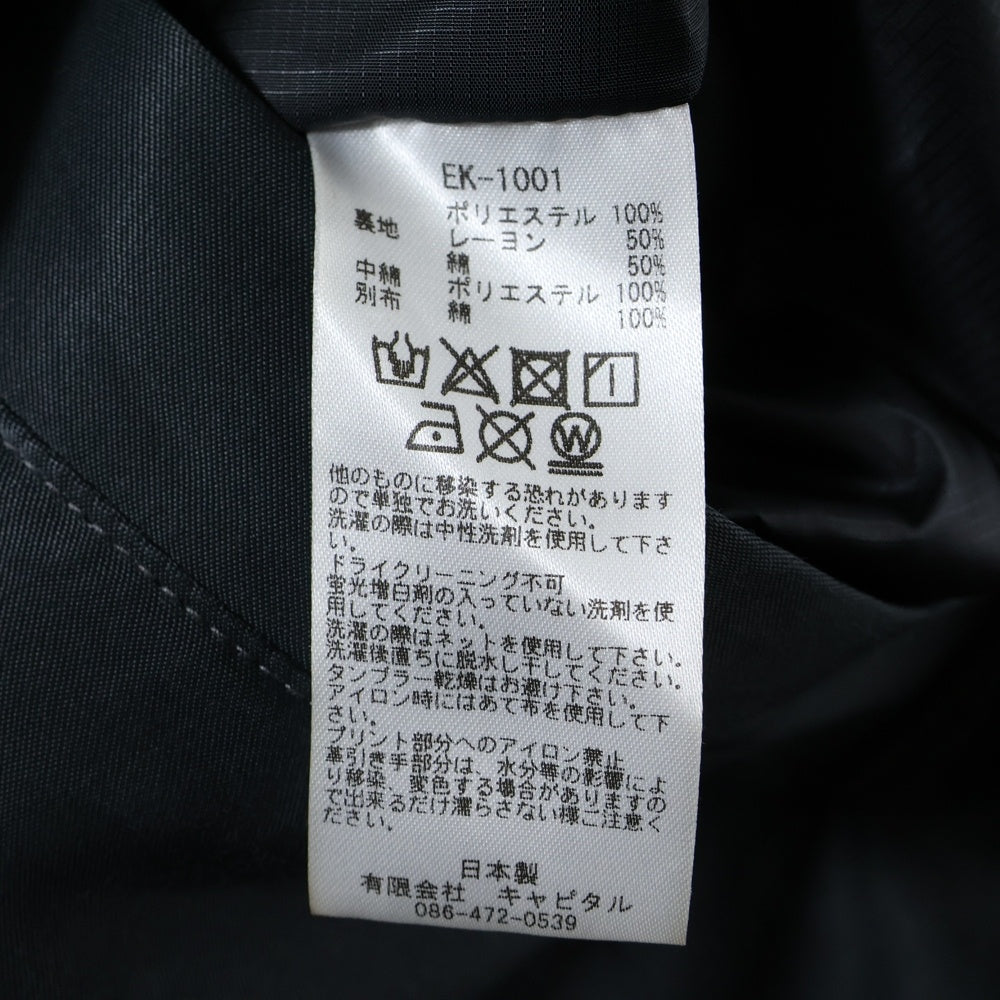 EK-1001
ポリエステル 100%
裏地 レーヨン 50%
綿 50%
中綿 ポリエステル 100%
別布 綿 100%
W
他のものに移染する恐れがあります
ので単独でお洗いください。
洗濯の際は中性洗剤を使用して下さ
い。
ドライクリーニング不可
蛍光増白剤の入っていない洗剤を使
用してください。
洗濯の際はネットを使用して下さい。
洗濯後直ちに脱水し干してください。
タンブラー乾燥はお避け下さい。
アイロン時にはあて布を使用して下
さい。
プリント部分へのアイロン禁止
革引き手部分は、水分等の影響によ
り移染、変色する場合がありますの
で出来るだけ濡らさない様ご注意く
ださい。
日本製
有限会社 キャピタル
086-472-0539